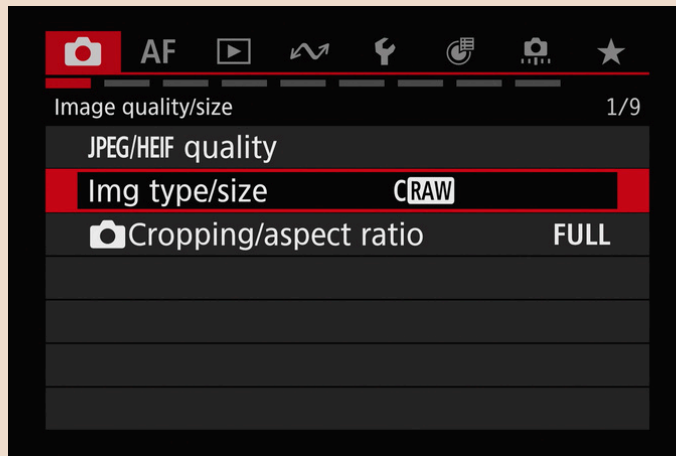 AF
Image quality/size 1/9
JPEG/HEIF quality
Img type/size CRAW
Cropping/aspect ratio FULL